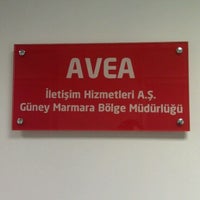 AVEA
İletişim Hizmetleri A.Ş.
Güney Marmara Bölge Müdürlüğü